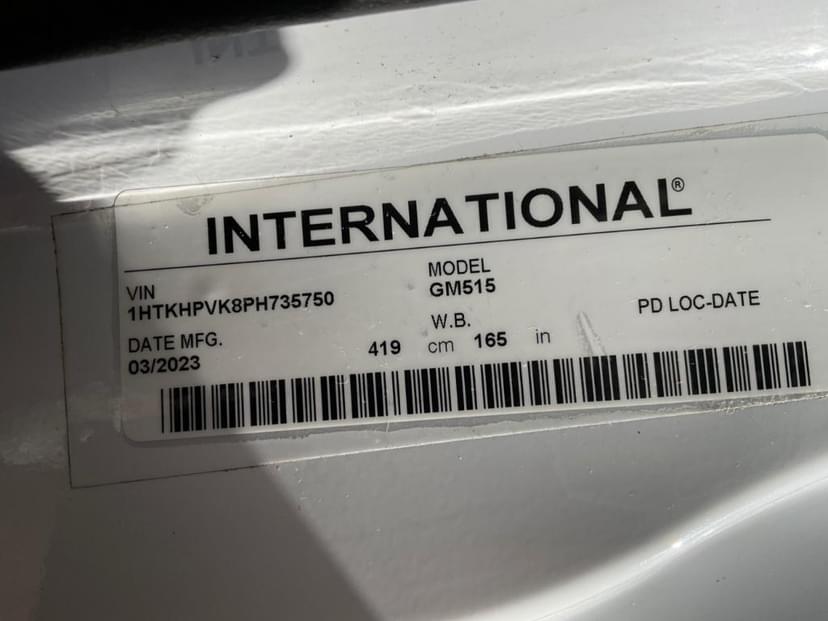 INTERNATIONAL®
VIN
1HTKHPVK8PH735750
MODEL
GM515
DATE MFG.
03/2023
W.B.
419 cm 165 in
PD LOC-DATE